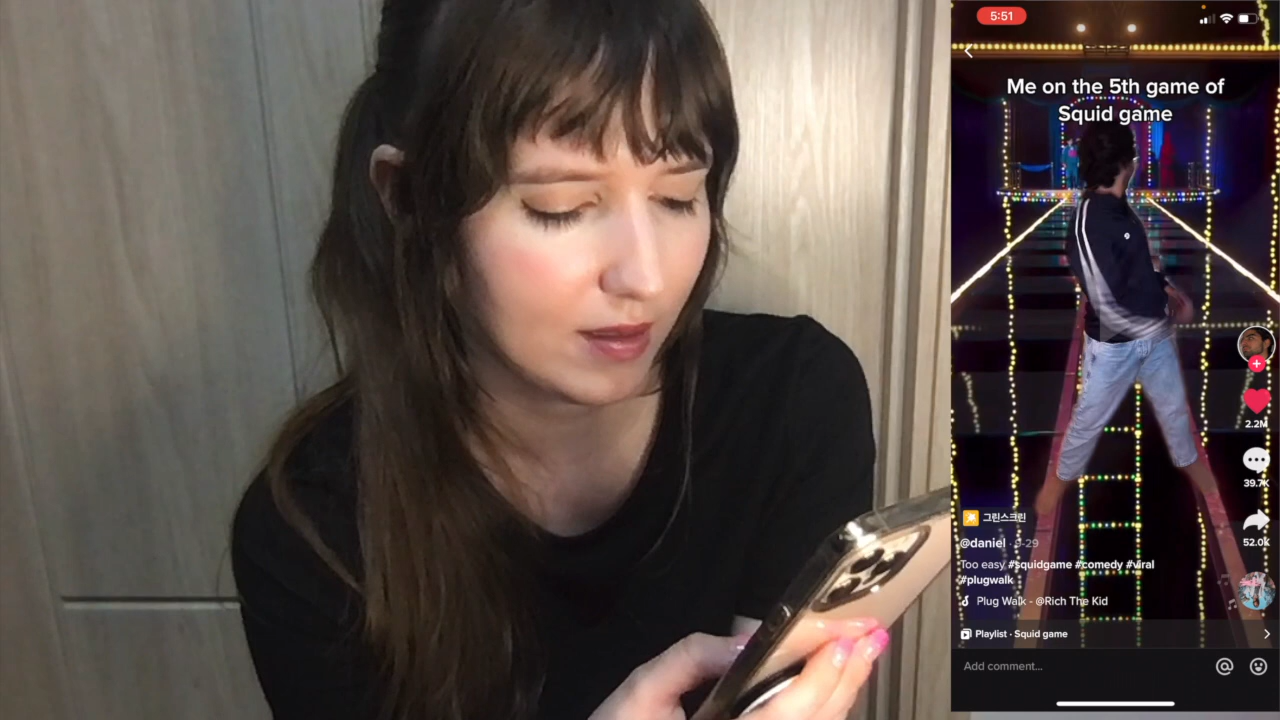 5:51
Me on the 5th game of
Squid game
2.2M
39.7K
52.0K
그린스크린
@daniel · 9-29
Too easy #squidgame #comedy #viral
#plugwalk
Plug Walk - @Rich The Kid
Playlist · Squid game
Add comment...
@